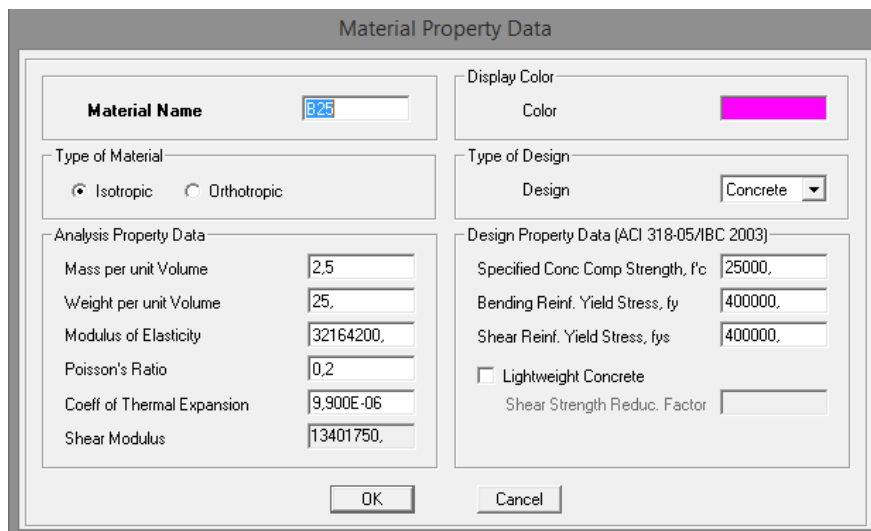 Material Property Data
Material Name B25
Display Color
Color
Type of Material
Isotropic Orthotropic
Type of Design
Design Concrete
Analysis Property Data
Mass per unit Volume 2,5
Weight per unit Volume 25,
Modulus of Elasticity 32164200,
Poisson's Ratio 0,2
Coeff of Thermal Expansion 9,900E-06
Shear Modulus 13401750,
Design Property Data (ACI 318-05/IBC 2003)
Specified Conc Comp Strength, f'c 25000,
Bending Reinf. Yield Stress, fy 400000,
Shear Reinf. Yield Stress, fys 400000,
Lightweight Concrete
Shear Strength Reduc. Factor
OK Cancel